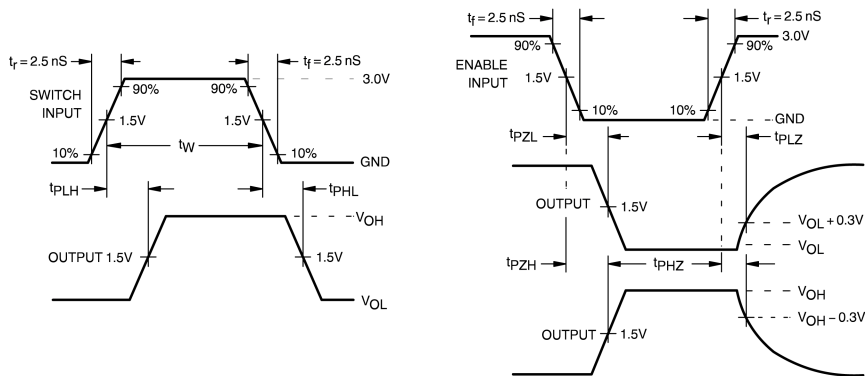 tr = 2.5 nS
tf = 2.5 nS
3.0V
90%
90%
SWITCH
INPUT
1.5V
1.5V
10%
tW
10%
GND
tPLH
tPHL
VOH
OUTPUT 1.5V
1.5V
VOL
tf = 2.5 nS
tr = 2.5 nS
3.0V
90%
90%
ENABLE
INPUT
1.5V
1.5V
10%
10%
GND
tPZL
tPLZ
OUTPUT
1.5V
VOL + 0.3V
VOL
tPZH
tPHZ
VOH
VOH – 0.3V
OUTPUT
1.5V